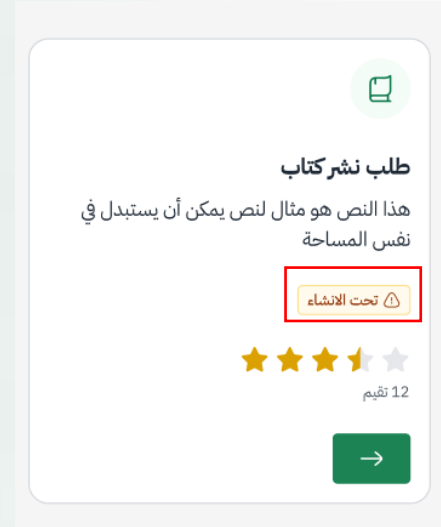 طلب نشر كتاب
هذا النص هو مثال لنص يمكن أن يستبدل في
نفس المساحة
تحت الانشاء
12 تقيم